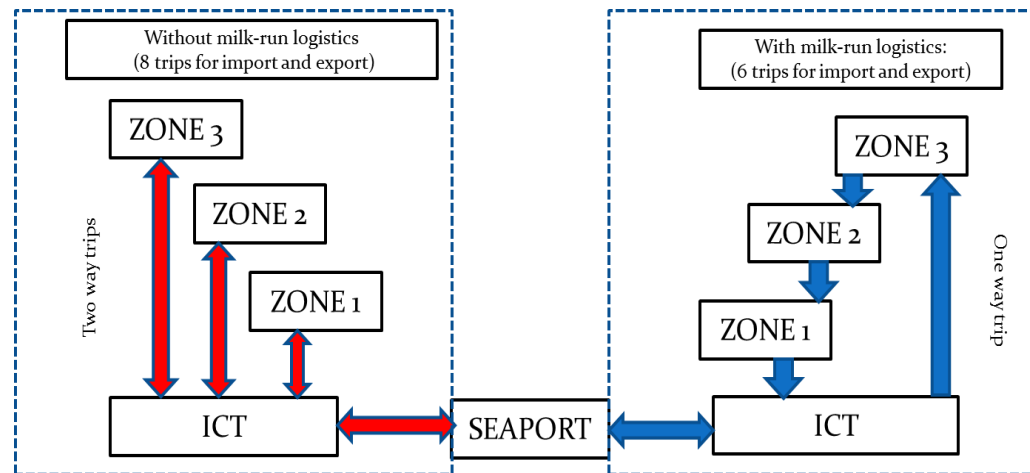 Without milk-run logistics
(8 trips for import and export)
ZONE 3
ZONE 2
ZONE 1
Two way trips
ICT
SEAPORT
With milk-run logistics:
(6 trips for import and export)
ZONE 3
ZONE 2
ZONE 1
One way
trip
ICT